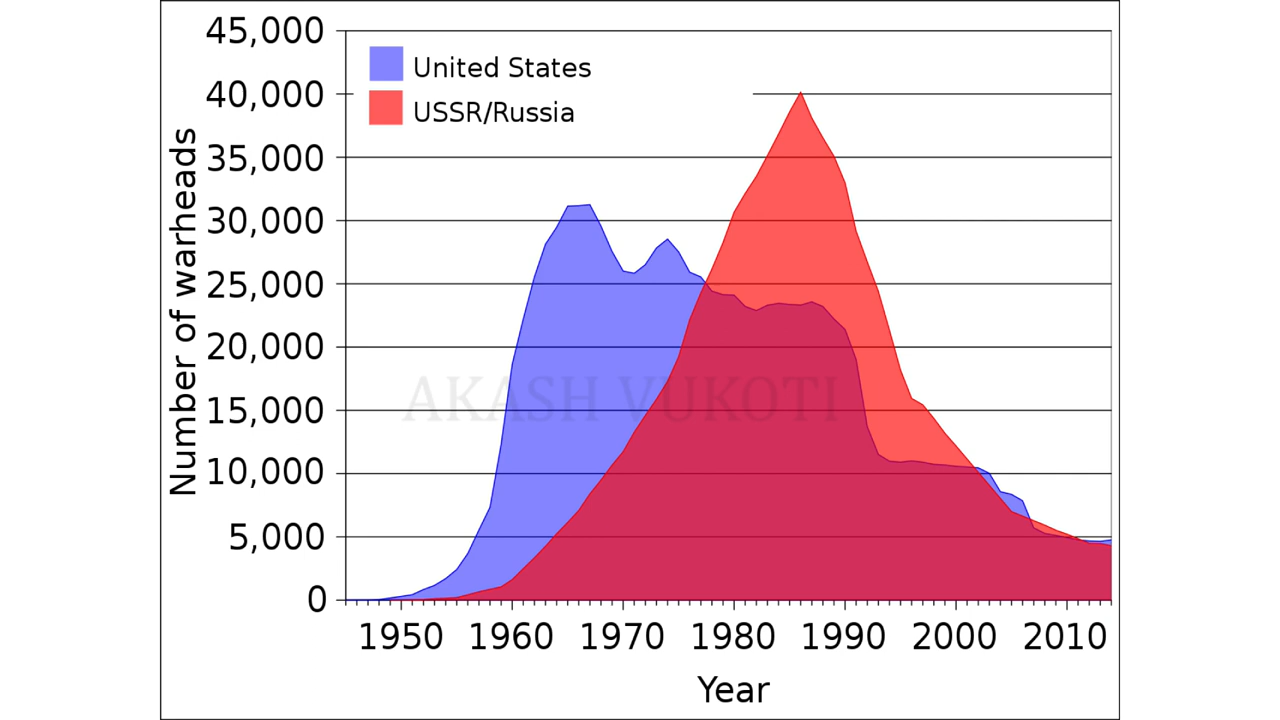 45,000
United States
40,000
USSR/Russia
35,000
30,000
25,000
20,000
15,000
10,000
5,000
0
Number of warheads
AKASH VUKOTI
1950 1960 1970 1980 1990 2000 2010
Year